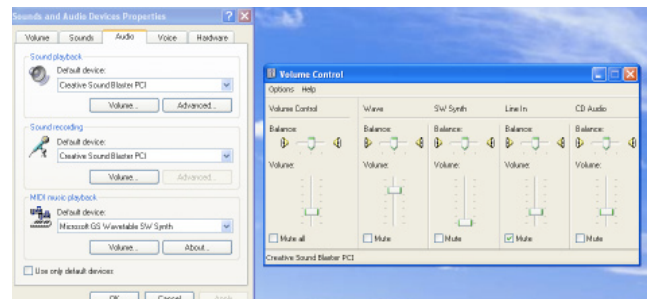 Sounds and Audio Devices Properties
Volume Sounds Audio Voice Hardware
Sound playback
Default device:
Creative Sound Blaster PCI
Volume... Advanced...
Sound recording
Default device:
Creative Sound Blaster PCI
Volume... Advanced...
MIDI music playback
Default device:
Microsoft GS Wavetable SW Synth
Volume... About...
Use only default devices
OK Cancel Apply
Volume Control
Options Help
Volume Control Wave SW Synth Line In CD Audio
Balance: Balance: Balance: Balance: Balance:
Volume: Volume: Volume: Volume: Volume:
Mute all Mute Mute Mute Mute
Creative Sound Blaster PCI